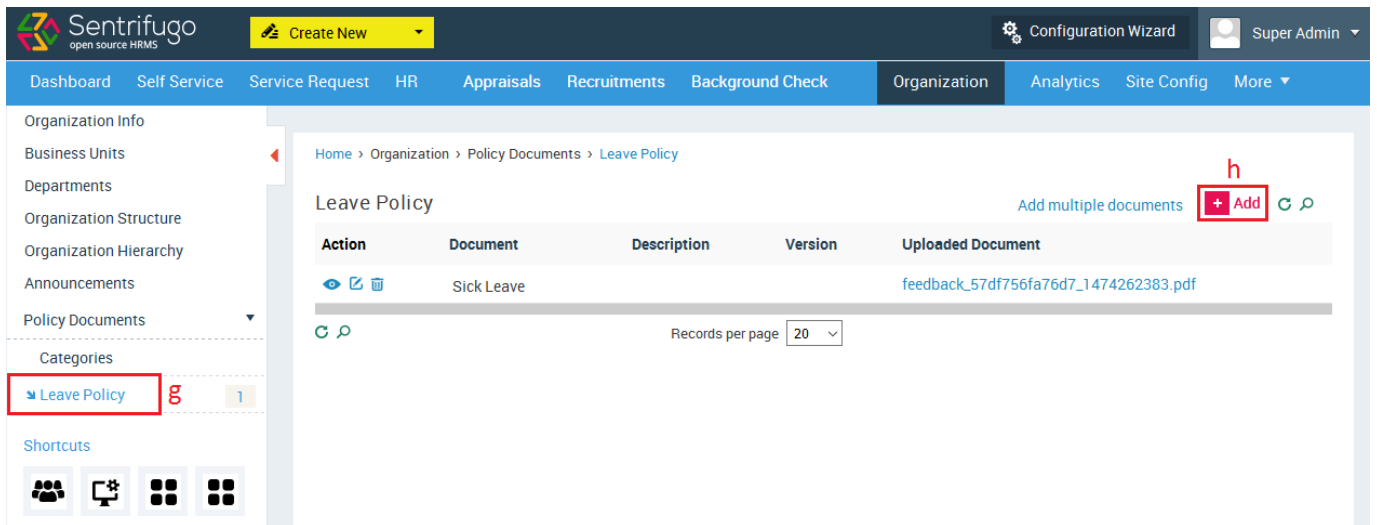 Sentrifugo
open source HRMS
Create New
Configuration Wizard
Super Admin
Dashboard Self Service Service Request HR Appraisals Recruitments Background Check Organization Analytics Site Config More
Organization Info
Business Units
Departments
Organization Structure
Organization Hierarchy
Announcements
Policy Documents
Categories
Leave Policy g 1
Shortcuts
Home › Organization › Policy Documents › Leave Policy
h
Leave Policy Add multiple documents + Add
Action Document Description Version Uploaded Document
Sick Leave feedback_57df756fa76d7_1474262383.pdf
Records per page 20